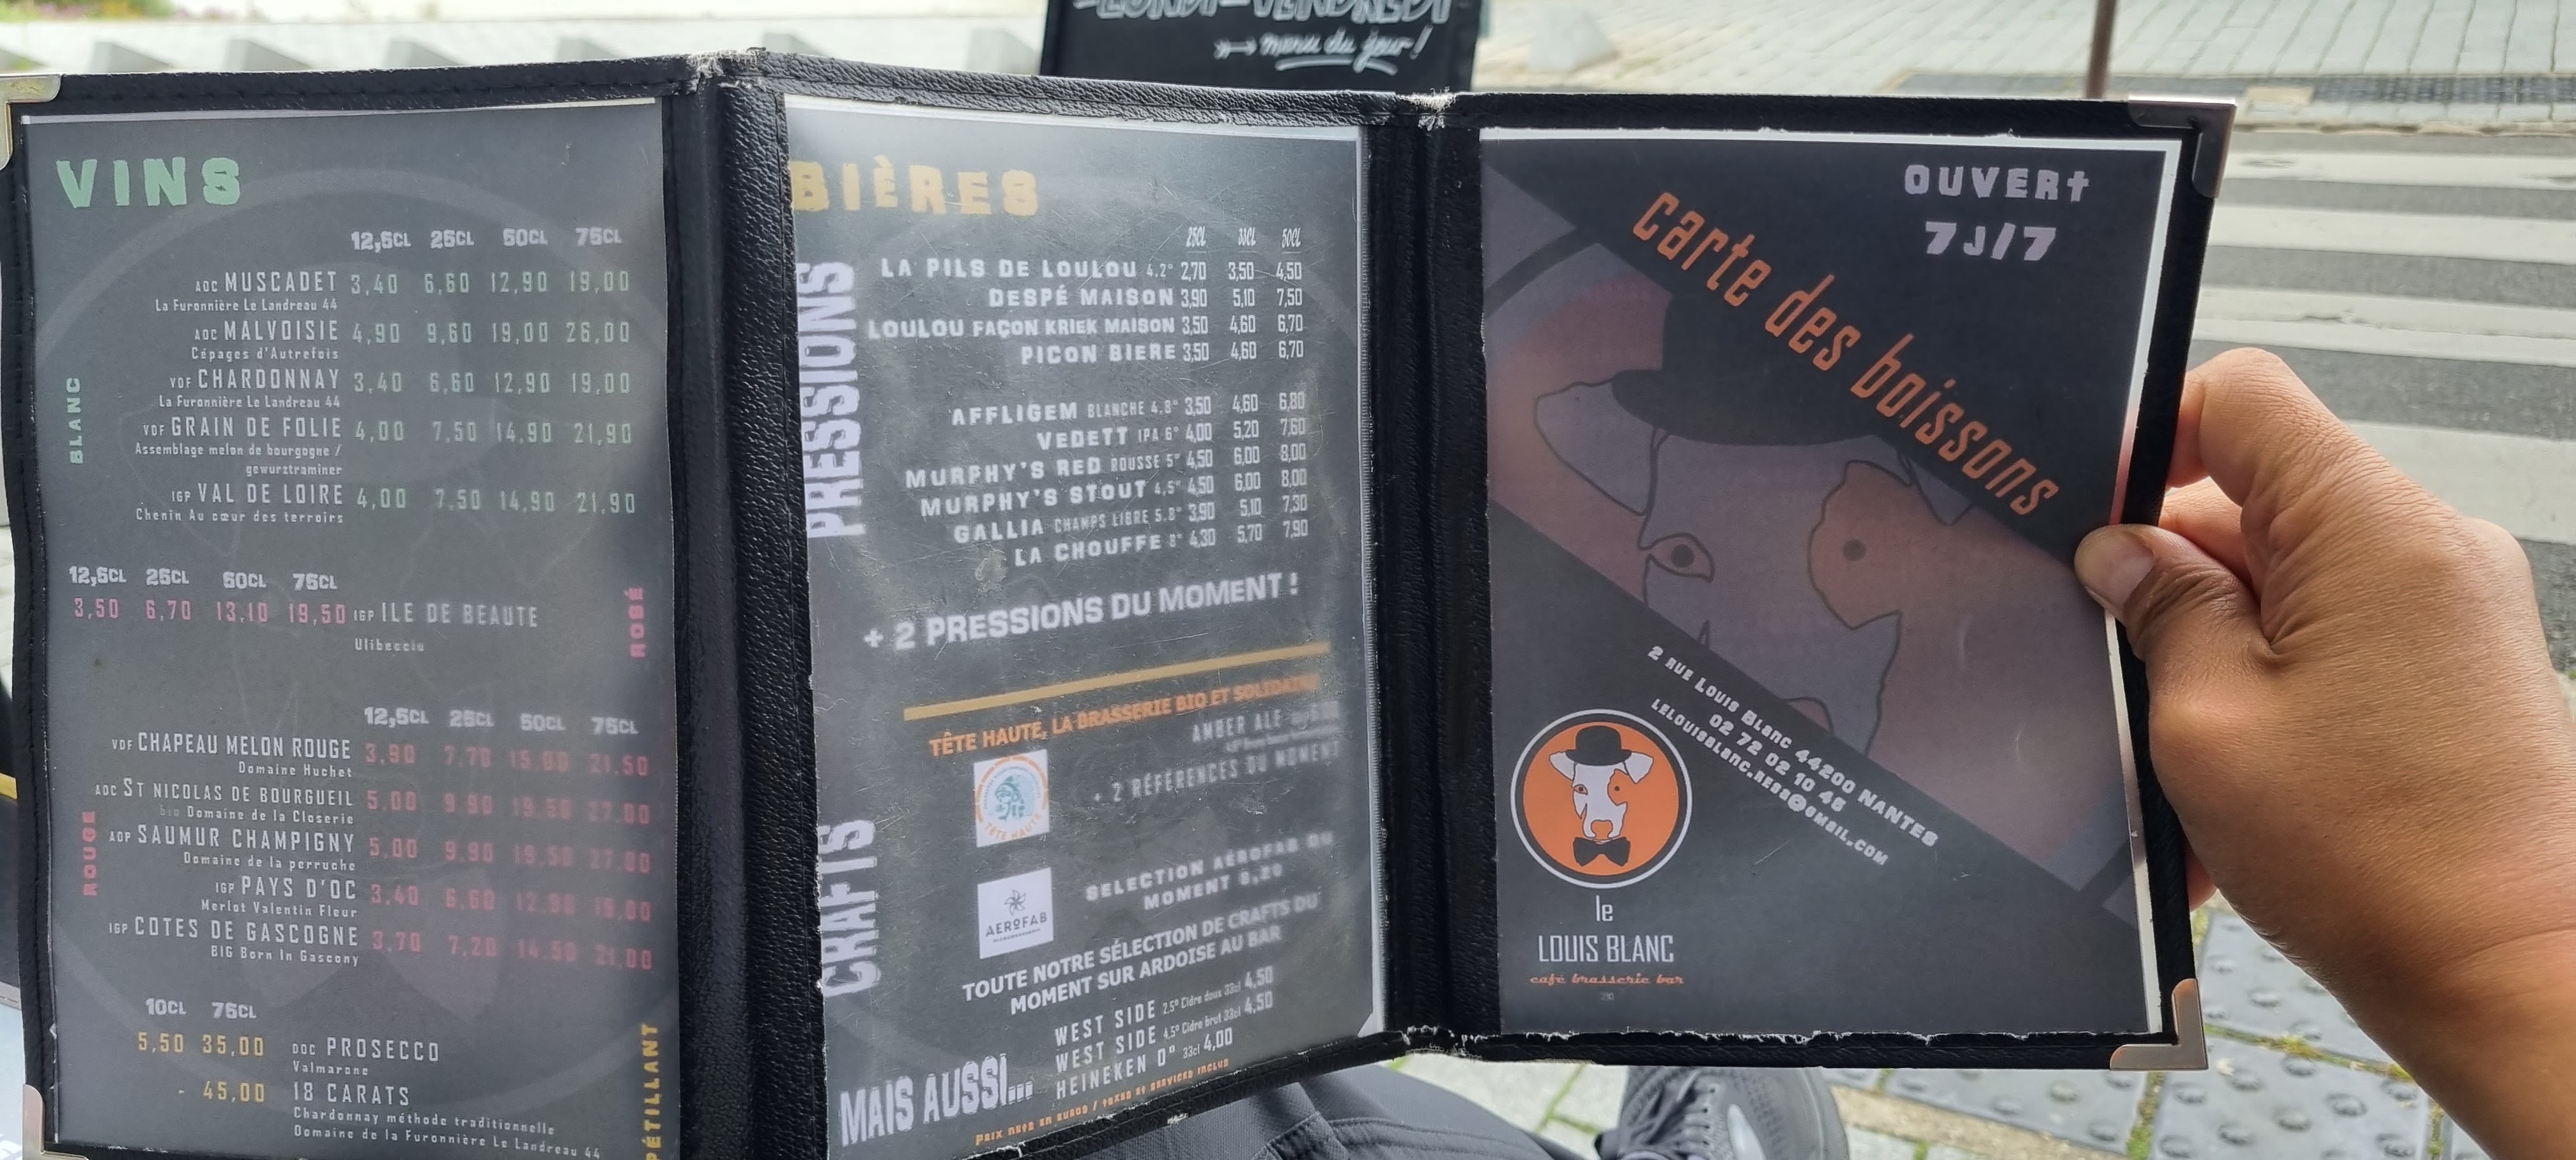 LUNDI-VENDREDI
menu du jour!
VINS
12,5CL 25CL 50CL 75CL
BLANC
AOC MUSCADET 3,40 6,60 12,90 19,00
La Furonnière Le Landreau 44
AOC MALVOISIE 4,90 9,60 19,00 26,00
Cépages d'Autrefois
VDF CHARDONNAY 3,40 6,60 12,90 19,00
La Furonnière Le Landreau 44
VDF GRAIN DE FOLIE 4,00 7,50 14,90 21,90
Assemblage melon de bourgogne /
gewurztraminer
IGP VAL DE LOIRE 4,00 7,50 14,90 21,90
Chenin Au cœur des terroirs
12,5CL 25CL 50CL 75CL
3,50 6,70 13,10 19,50 IGP ILE DE BEAUTE
Ulibecciu
ROSÉ
12,5CL 25CL 50CL 75CL
ROUGE
VDF CHAPEAU MELON ROUGE 3,90 7,70 15,00 21,50
Domaine Huchet
AOC ST NICOLAS DE BOURGUEIL 5,00 9,90 19,50 27,00
bio Domaine de la Closerie
AOP SAUMUR CHAMPIGNY 5,00 9,90 19,50 27,00
Domaine de la perruche
IGP PAYS D'OC 3,40 6,60 12,90 19,00
Merlot Valentin Fleur
IGP COTES DE GASCOGNE 3,70 7,20 14,50 21,00
BIG Born In Gascony
10CL 75CL
5,50 35,00 DOC PROSECCO
Valmarone
- 45,00 18 CARATS
Chardonnay méthode traditionnelle
Domaine de la Furonnière Le Landreau 44
PÉTILLANT
BIÈRES
25CL 33CL 50CL
PRESSIONS
LA PILS DE LOULOU 4.2° 2,70 3,50 4,50
DESPÉ MAISON 3,90 5,10 7,50
LOULOU FAÇON KRIEK MAISON 3,50 4,60 6,70
PICON BIERE 3,50 4,60 6,70
AFFLIGEM BLANCHE 4,8° 3,50 4,60 6,80
VEDETT IPA 6° 4,00 5,20 7,60
MURPHY'S RED ROUSSE 5° 4,50 6,00 8,00
MURPHY'S STOUT 4,5° 4,50 6,00 8,00
GALLIA CHAMPS LIBRE 5.8° 3,90 5,10 7,30
LA CHOUFFE 8° 4,30 5,70 7,90
+ 2 PRESSIONS DU MOMENT !
CRAFTS
TÊTE HAUTE, LA BRASSERIE BIO ET SOLIDAIRE
AMBER ALE
+ 2 RÉFÉRENCES DU MOMENT
TÊTE HAUTE
SELECTION AEROFAB DU
MOMENT
AEROFAB
TOUTE NOTRE SÉLECTION DE CRAFTS DU
MOMENT SUR ARDOISE AU BAR
MAIS AUSSI...
WEST SIDE 2.5° Cidre doux 33cl 4,50
WEST SIDE 4,5° Cidre brut 33cl 4,50
HEINEKEN 0° 33cl 4,00
PRIX NETS EN EUROS / TAXES ET SERVICES INCLUS
OUVERT
7J/7
carte des boissons
2 RUE LOUIS BLANC 44200 NANTES
02 72 02 10 45
LELOUISBLANC.RESS@GMAIL.COM
le
LOUIS BLANC
café brasserie bar